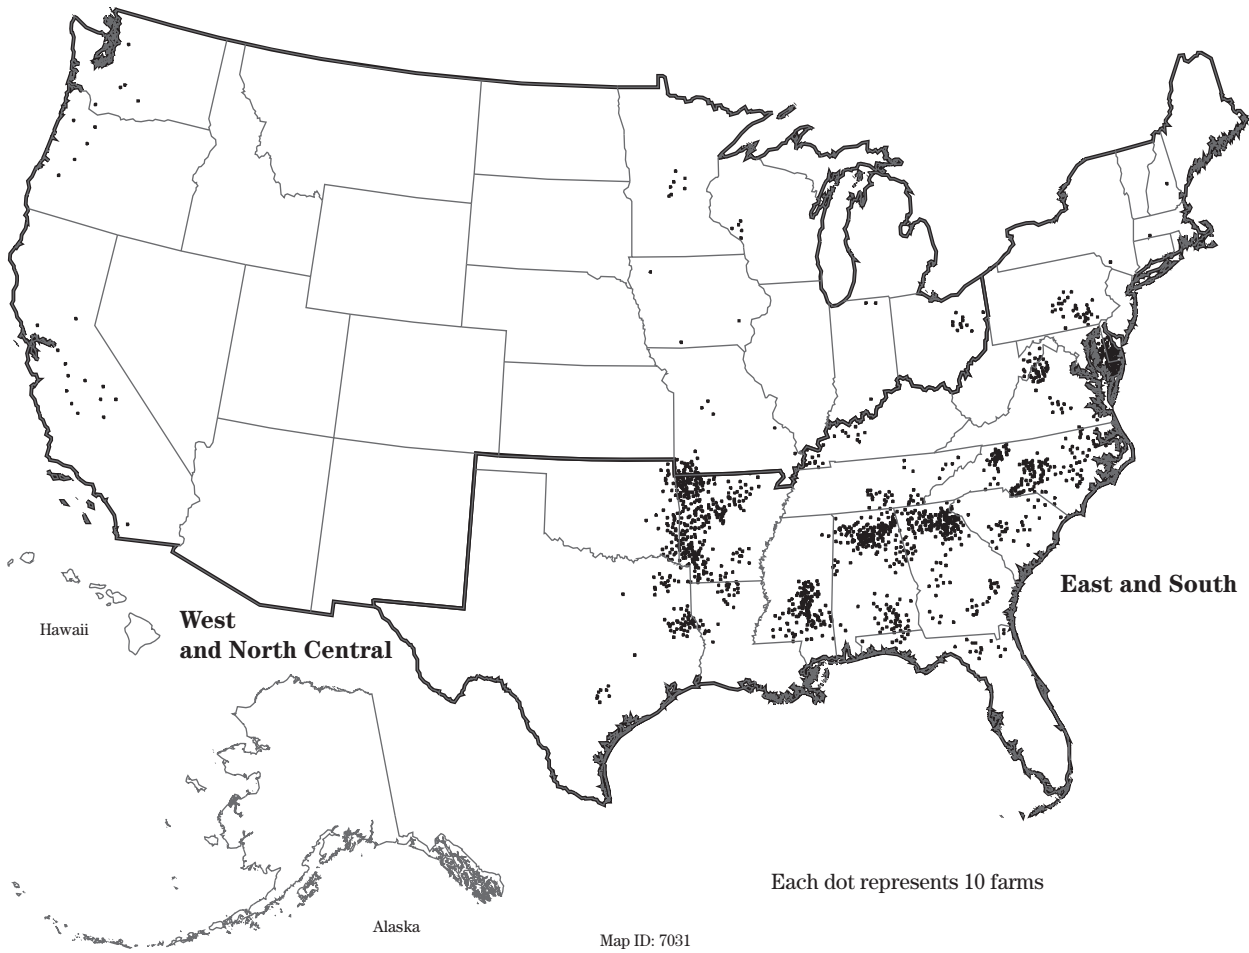 East and South
West
and North Central
Hawaii
Each dot represents 10 farms
Alaska
Map ID: 7031